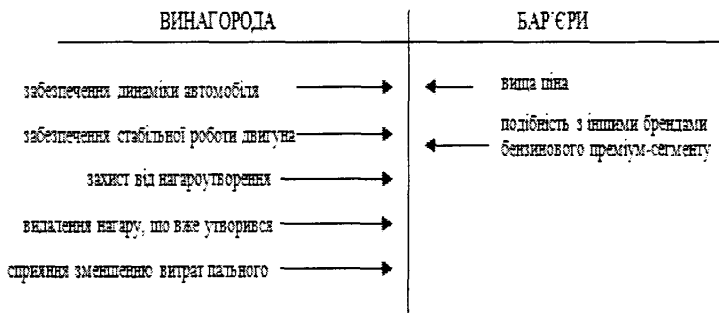 ВИНАГОРОДА
БАР'ЄРИ
забезпечення динаміки автомобіля
вища ціна
забезпечення стабільної роботи двигуна
подібність з іншими брендами
бензинового преміум-сегменту
захист від нагароутворення
видалення нагару, що вже утворився
сприяння зменшенню витрат пального